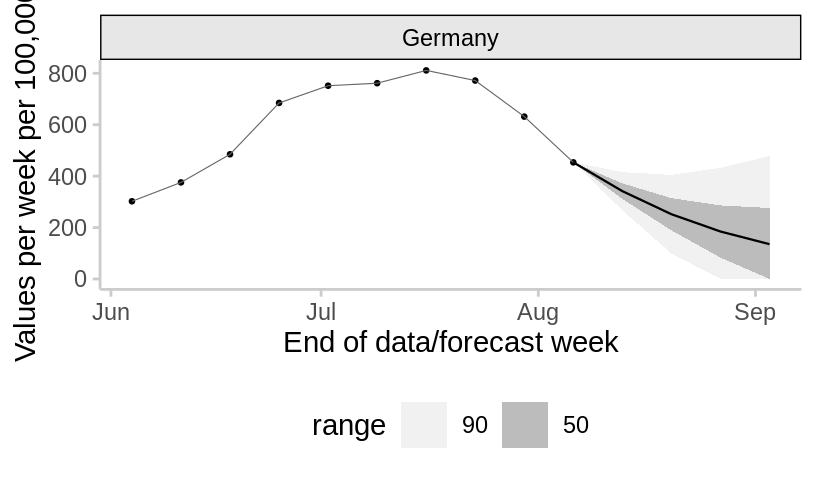 Germany
Values per week per 100,000
800
600
400
200
0
Jun Jul Aug Sep
End of data/forecast week
range 90 50